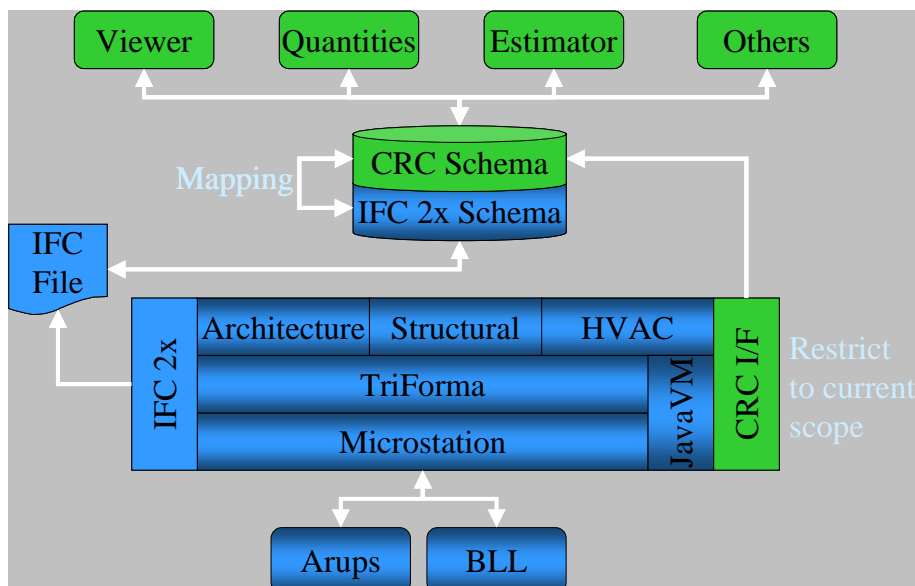 Viewer
Quantities
Estimator
Others
CRC Schema
Mapping
IFC 2x Schema
IFC
File
Architecture
Structural
HVAC
IFC 2x
TriForma
JavaVM
CRC I/F
Restrict
to current
scope
Microstation
Arups
BLL